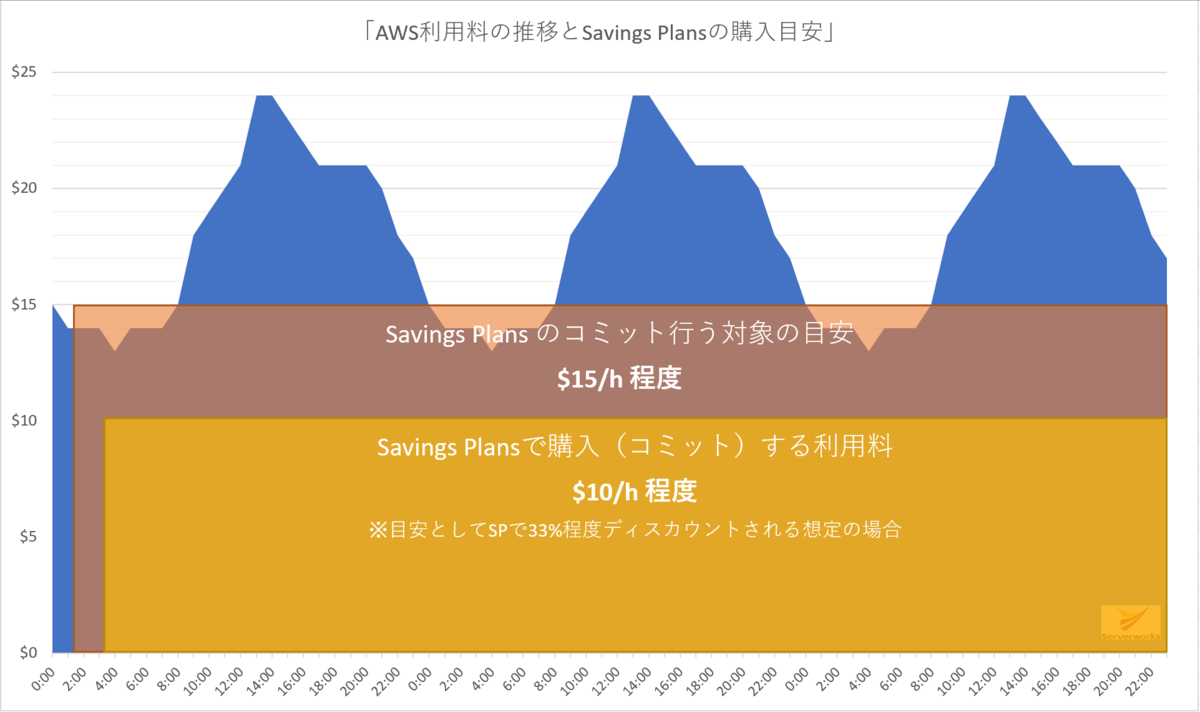 「AWS利用料の推移とSavings Plansの購入目安」
$25
$20
$15
$10
$5
$0
Savings Plans のコミット行う対象の目安
$15/h 程度
Savings Plansで購入（コミット）する利用料
$10/h 程度
※目安としてSPで33%程度ディスカウントされる想定の場合
Serverworks
0:00 2:00 4:00 6:00 8:00 10:00 12:00 14:00 16:00 18:00 20:00 22:00 0:00 2:00 4:00 6:00 8:00 10:00 12:00 14:00 16:00 18:00 20:00 22:00 0:00 2:00 4:00 6:00 8:00 10:00 12:00 14:00 16:00 18:00 20:00 22:00